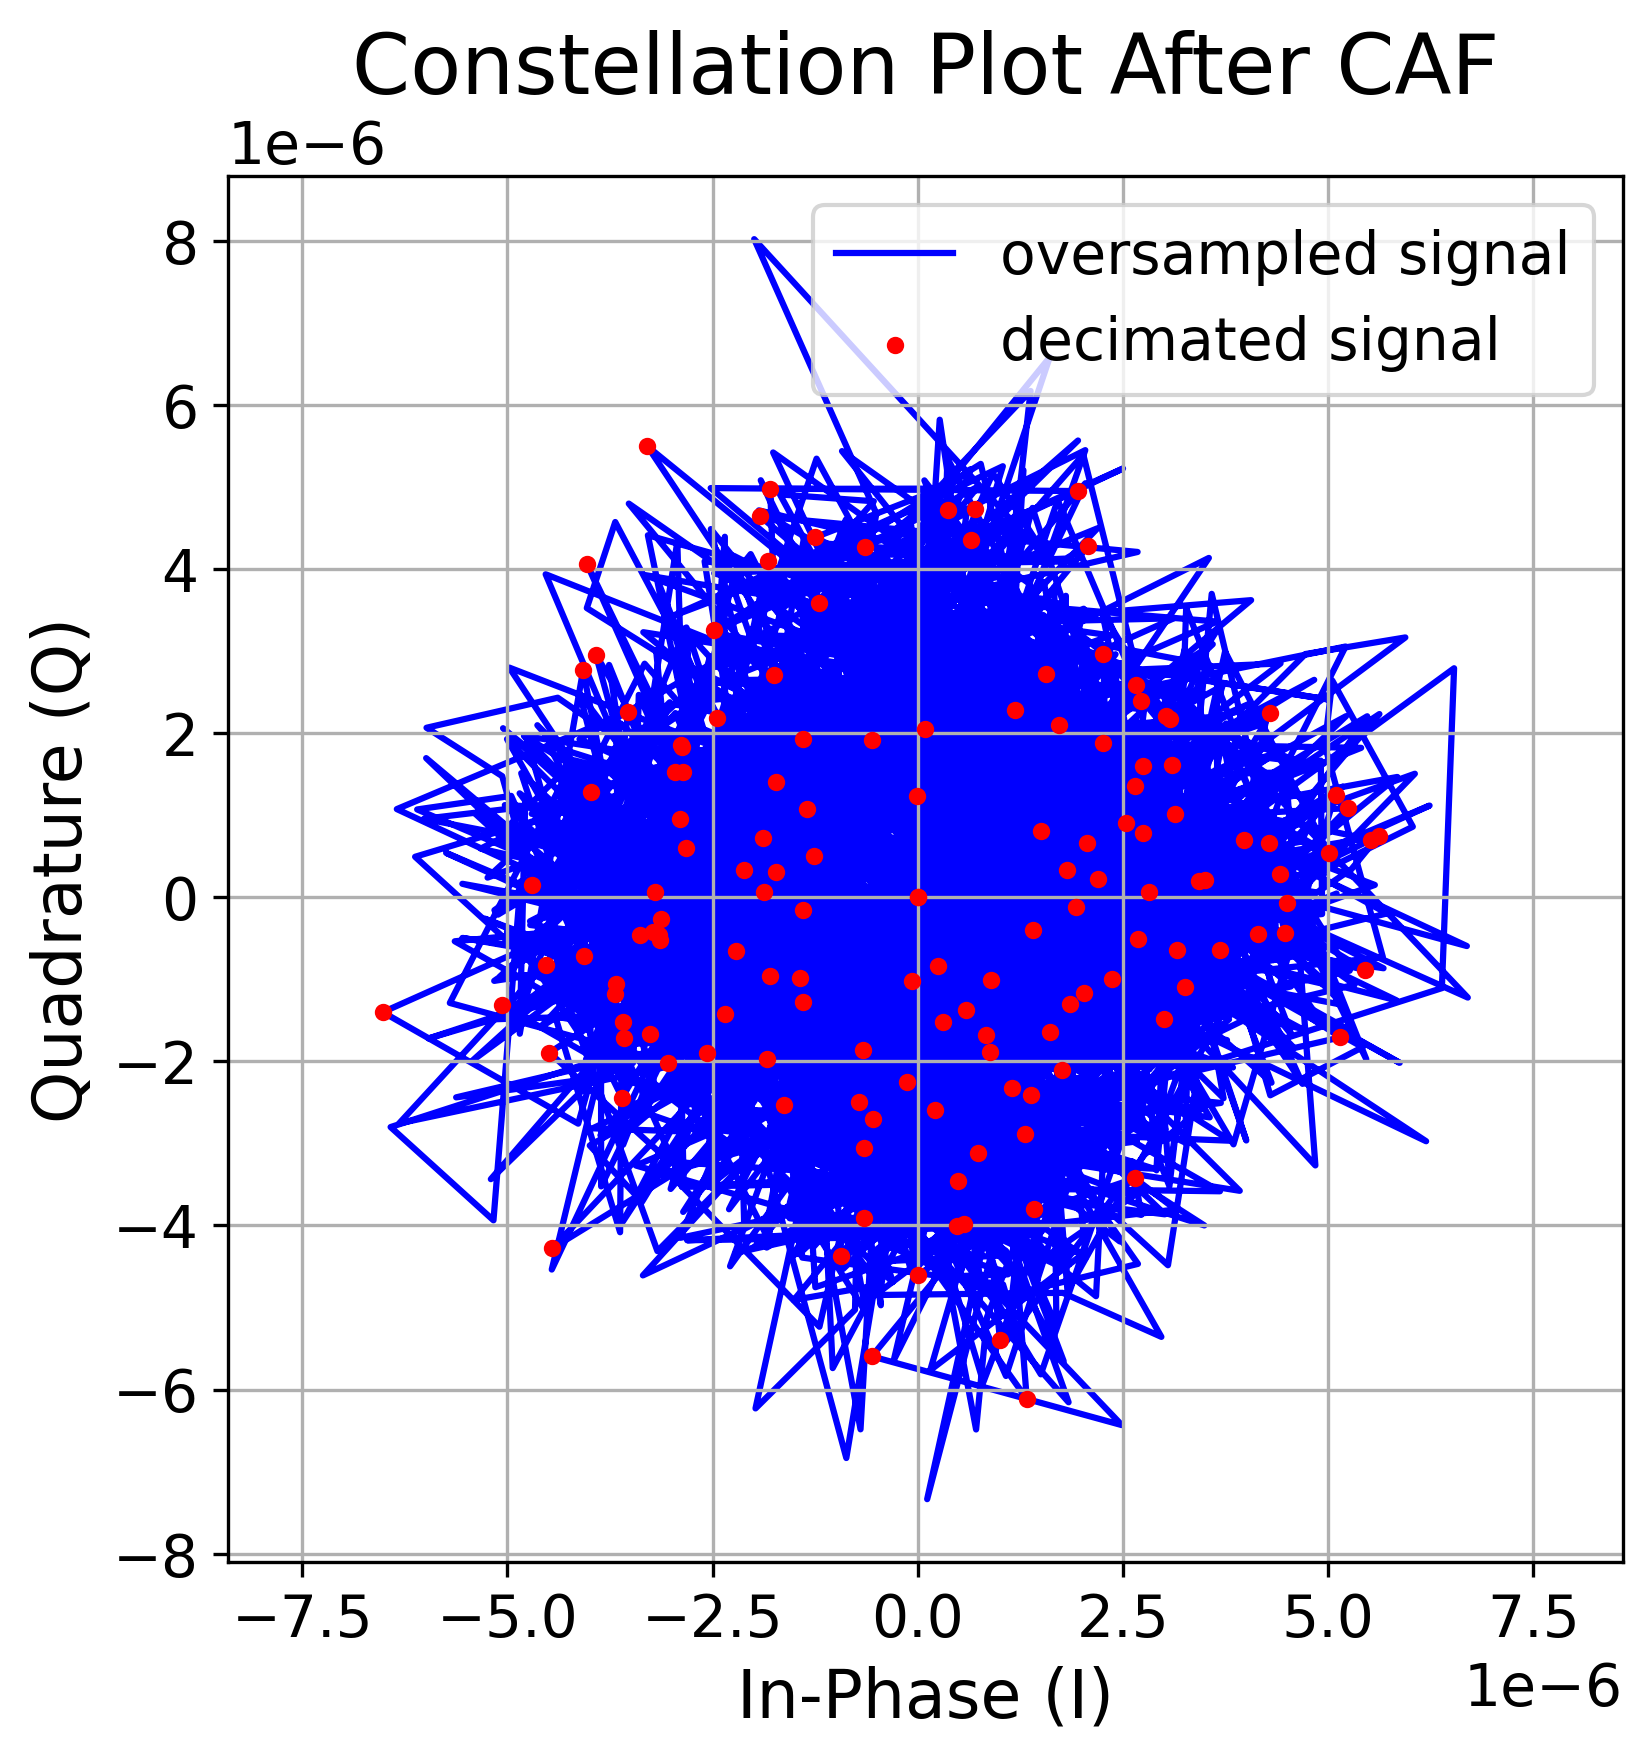 Constellation Plot After CAF
1e−6
oversampled signal
decimated signal
8
6
4
2
0
−2
−4
−6
−8
Quadrature (Q)
−7.5 −5.0 −2.5 0.0 2.5 5.0 7.5
1e−6
In-Phase (I)